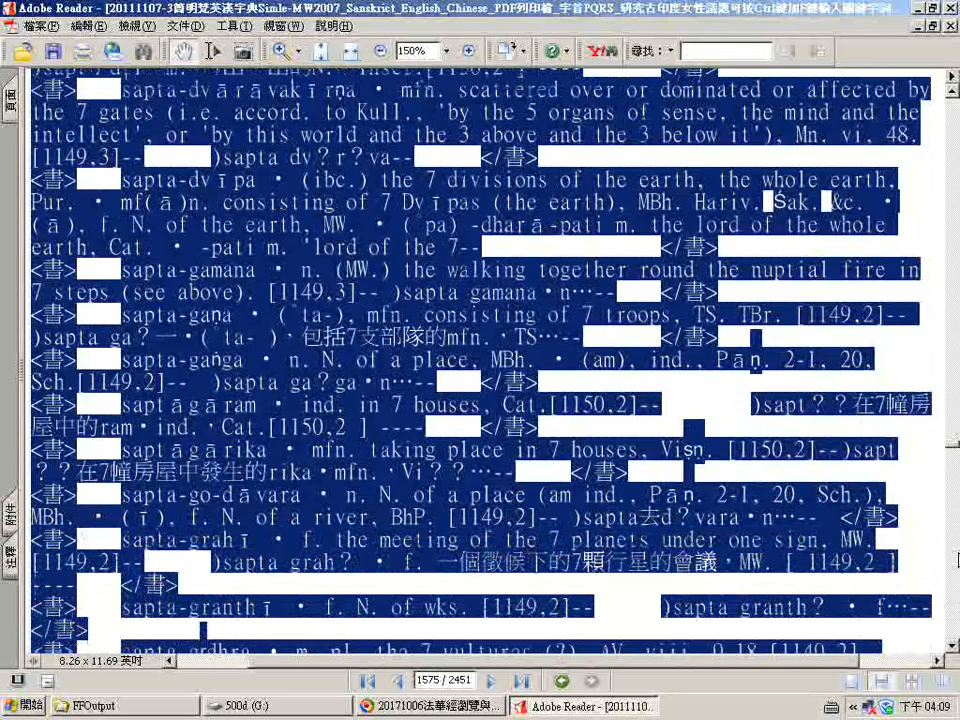 Adobe Reader - [20111107-3簡明梵英漢字典Simle-MW2007_Sanskrit_English_Chinese_PDF列印檔_字首PQRS_研究古印度女性議題可按Ctrl鍵加F鍵輸入關鍵字詞
檔案(F) 編輯(E) 檢視(V) 文件(D) 工具(T) 視窗(W) 說明(H)
150% 尋找：
頁面
附件
注釋
<書> sapta-dvārāvakīrṇa • mfn. scattered over or dominated or affected by
the 7 gates (i.e. accord. to Kull., 'by the 5 organs of sense, the mind and the
intellect', or 'by this world and the 3 above and the 3 below it'), Mn. vi, 48.
[1149,3]-- )sapta dv？r？va-- </書>
<書> sapta-dvīpa • (ibc.) the 7 divisions of the earth, the whole earth,
Pur. • mf(ā)n. consisting of 7 Dvīpas (the earth), MBh. Hariv. Śak. &c. •
(ā), f. N. of the earth, MW. • (ˈpa) -dharā-pati m. the lord of the whole
earth, Cat. • -pati m. 'lord of the 7-- </書>
<書> sapta-gamana • n. (MW.) the walking together round the nuptial fire in
7 steps (see above). [1149,3]-- )sapta gamana•n…-- </書>
<書> sapta-gaṇa • (ˈta-), mfn. consisting of 7 troops, TS. TBr. [1149,2]--
)sapta ga？一•(ˈta- )，包括7支部隊的mfn.，TS…-- </書>
<書> sapta-gaṅga • n. N. of a place, MBh. • (am), ind., Pāṇ. 2-1, 20,
Sch.[1149,2]-- )sapta ga？ga•n…-- </書>
<書> saptāgāram • ind. in 7 houses, Cat.[1150,2]-- )sapt？？在7幢房
屋中的ram•ind.，Cat.[1150,2 ] ---- </書>
<書> saptāgārika • mfn. taking place in 7 houses, Viṣṇ. [1150,2]--)sapt
？？在7幢房屋中發生的rika•mfn.，Vi？？…-- </書>
<書> sapta-go-dāvara • n. N. of a place (am ind., Pāṇ. 2-1, 20, Sch.),
MBh. • (ī), f. N. of a river, BhP. [1149,2]-- )sapta去d？vara•n…-- </書>
<書> sapta-grahī • f. the meeting of the 7 planets under one sign, MW.
[1149,2]-- )sapta grah？ • f. 一個徵候下的7顆行星的會議，MW. [ 1149,2 ]
---- </書>
<書> sapta-granthī • f. N. of wks. [1149,2]-- )sapta granth？ • f…--
</書>
8.26 x 11.69 英吋
1575 / 2451
開始 FFOutput 500d. (G:) 20171006法華經瀏覽與... Adobe Reader - [2011110... 下午 04:09